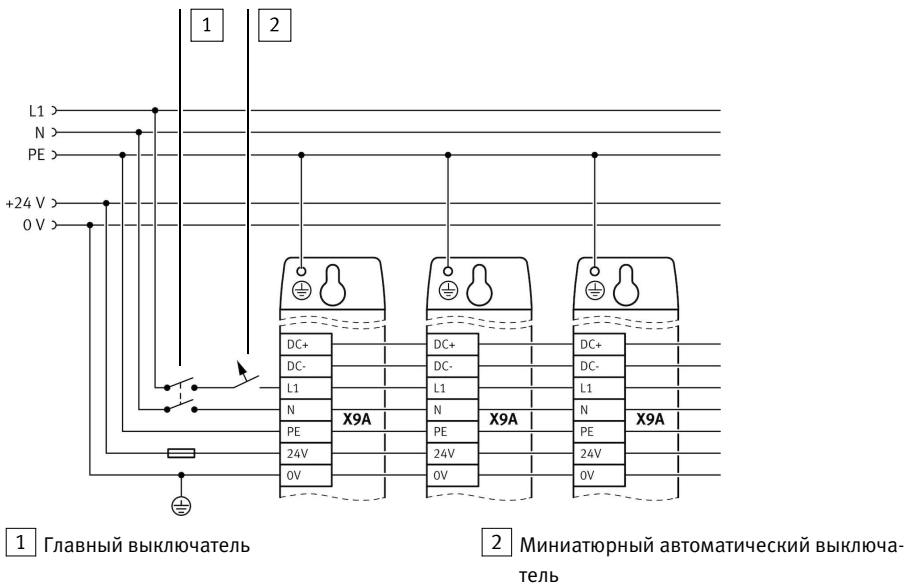 1 2
L1
N
PE
+24 V
0 V
DC+ DC+ DC+
DC- DC- DC-
L1 L1 L1
N N N
X9A X9A X9A
PE PE PE
24V 24V 24V
0V 0V 0V
1 Главный выключатель
2 Миниатюрный автоматический выключа-
тель